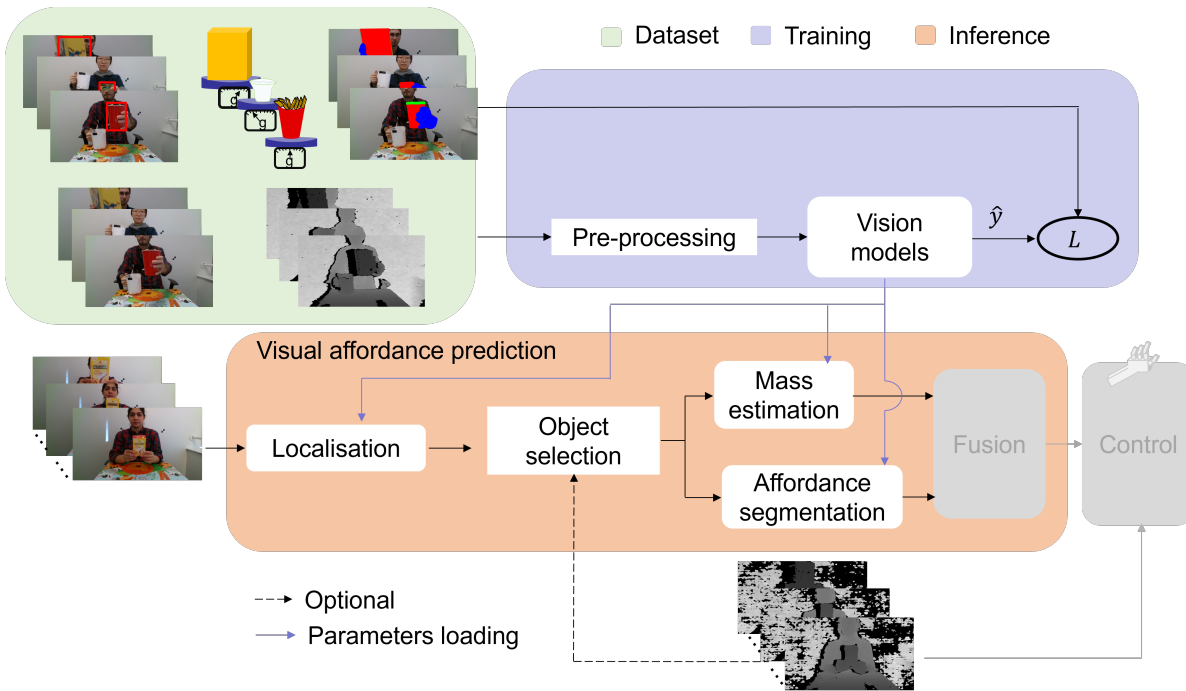 Dataset
Training
Inference
g
g
g
Pre-processing
Vision
models
ŷ
L
Visual affordance prediction
Localisation
Object
selection
Mass
estimation
Affordance
segmentation
Fusion
Control
Optional
Parameters loading